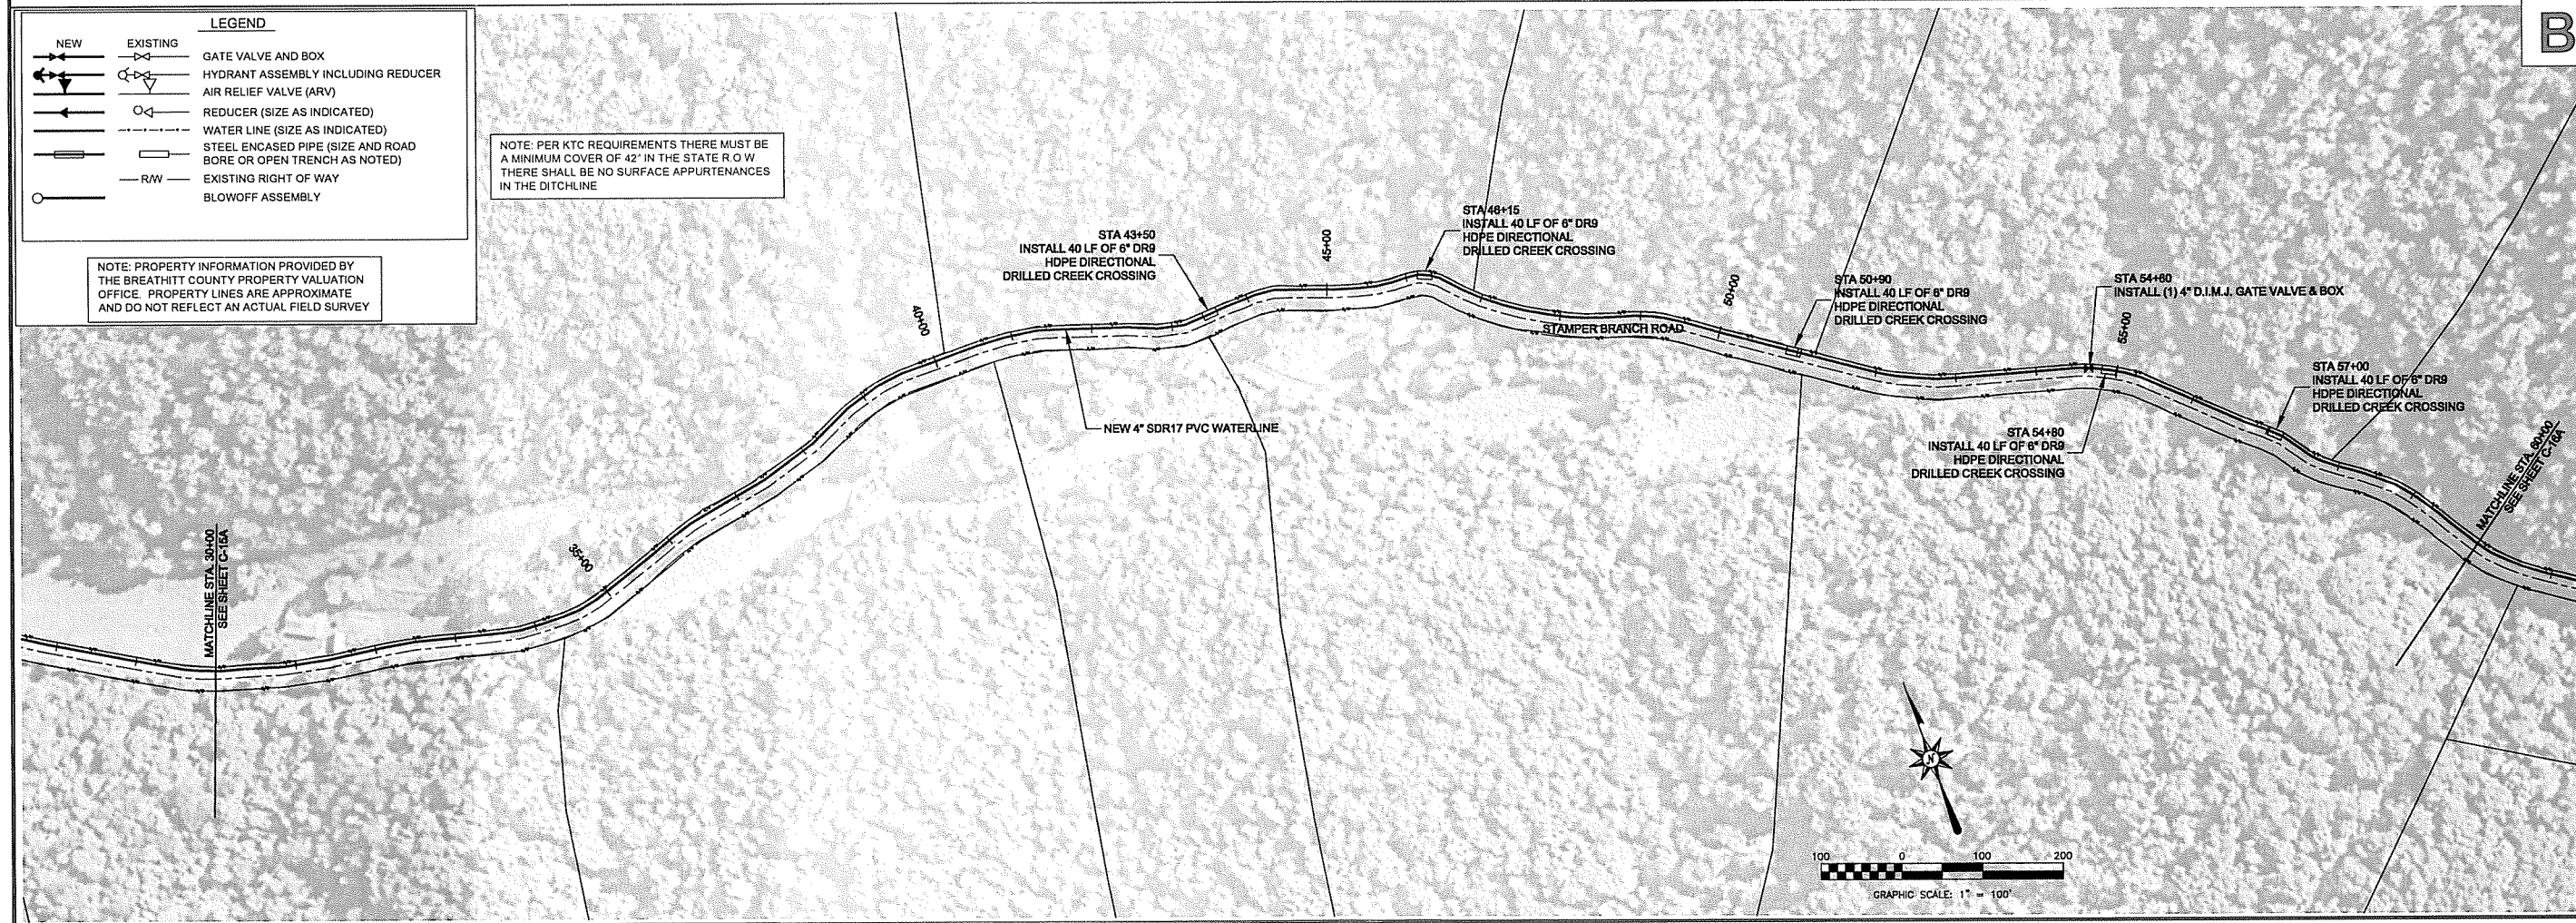 B
LEGEND
NEW EXISTING
GATE VALVE AND BOX
HYDRANT ASSEMBLY INCLUDING REDUCER
AIR RELIEF VALVE (ARV)
REDUCER (SIZE AS INDICATED)
WATER LINE (SIZE AS INDICATED)
STEEL ENCASED PIPE (SIZE AND ROAD
BORE OR OPEN TRENCH AS NOTED)
R/W EXISTING RIGHT OF WAY
BLOWOFF ASSEMBLY
NOTE: PROPERTY INFORMATION PROVIDED BY
THE BREATHITT COUNTY PROPERTY VALUATION
OFFICE. PROPERTY LINES ARE APPROXIMATE
AND DO NOT REFLECT AN ACTUAL FIELD SURVEY
NOTE: PER KTC REQUIREMENTS THERE MUST BE
A MINIMUM COVER OF 42" IN THE STATE R.O.W.
THERE SHALL BE NO SURFACE APPURTENANCES
IN THE DITCHLINE
MATCHLINE STA. 30+00
SEE SHEET C-15A
35+00
40+00
STA 43+50
INSTALL 40 LF OF 6" DR9
HDPE DIRECTIONAL
DRILLED CREEK CROSSING
NEW 4" SDR17 PVC WATERLINE
45+00
STA 46+15
INSTALL 40 LF OF 6" DR9
HDPE DIRECTIONAL
DRILLED CREEK CROSSING
STAMPER BRANCH ROAD
50+00
STA 50+90
INSTALL 40 LF OF 6" DR9
HDPE DIRECTIONAL
DRILLED CREEK CROSSING
STA 54+60
INSTALL (1) 4" D.I.M.J. GATE VALVE & BOX
55+00
STA 54+80
INSTALL 40 LF OF 6" DR9
HDPE DIRECTIONAL
DRILLED CREEK CROSSING
STA 57+00
INSTALL 40 LF OF 6" DR9
HDPE DIRECTIONAL
DRILLED CREEK CROSSING
MATCHLINE STA. 60+00
SEE SHEET C-16A
N
100 0 100 200
GRAPHIC SCALE: 1" = 100'